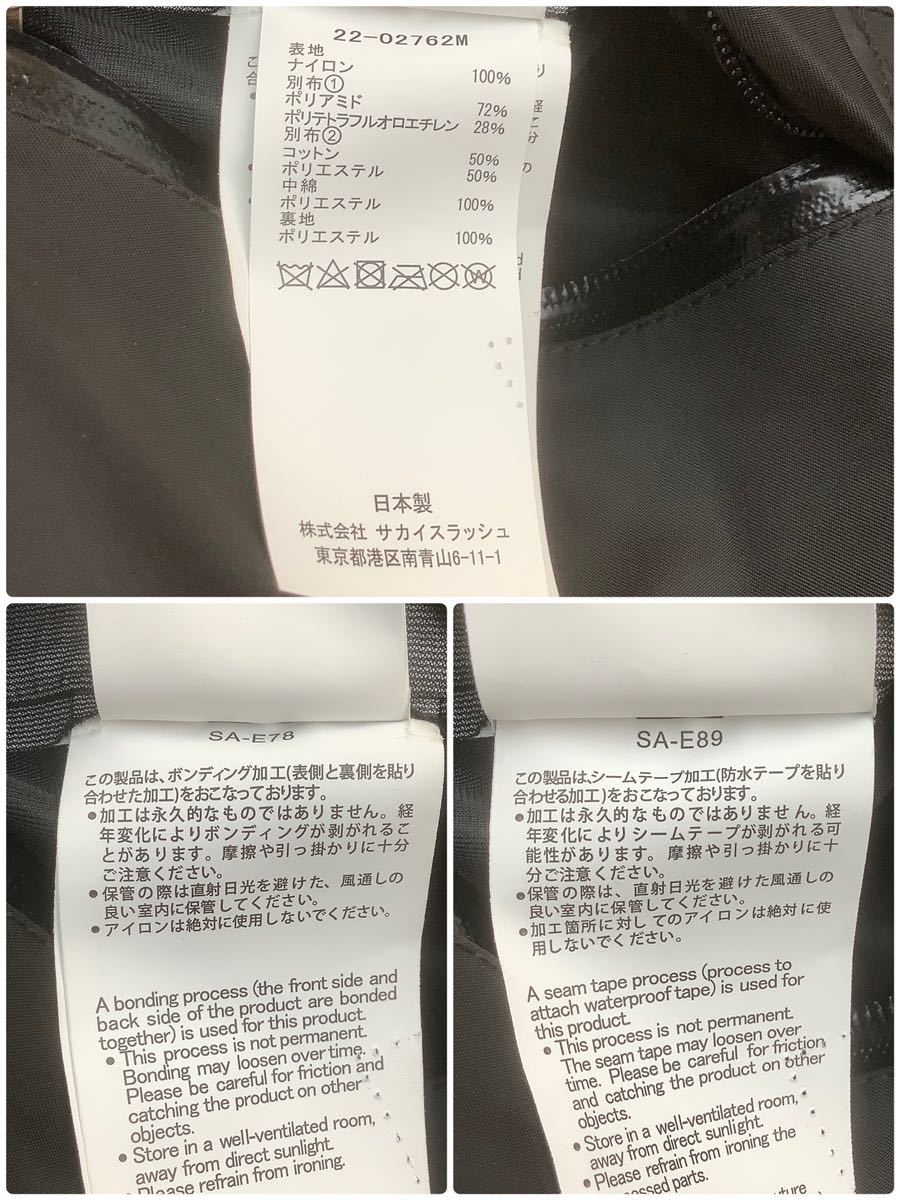 22-02762M
表地
ナイロン 100%
別布①
ポリアミド 72%
ポリテトラフルオロエチレン 28%
別布②
コットン 50%
ポリエステル 50%
中綿
ポリエステル 100%
裏地
ポリエステル 100%
W
日本製
株式会社 サカイスラッシュ
東京都港区南青山6-11-1
SA-E78
この製品は、ボンディング加工(表側と裏側を貼り
合わせた加工)をおこなっております。
●加工は永久的なものではありません。経
年変化によりボンディングが剥がれるこ
とがあります。摩擦や引っ掛かりに十分
ご注意ください。
●保管の際は直射日光を避けた、風通しの
良い室内に保管してください。
●アイロンは絶対に使用しないでください。
A bonding process (the front side and
back side of the product are bonded
together) is used for this product.
● This process is not permanent.
Bonding may loosen over time.
Please be careful for friction and
catching the product on other
objects.
● Store in a well-ventilated room,
away from direct sunlight.
● Please refrain from ironing.
SA-E89
この製品は、シームテープ加工(防水テープを貼り
合わせる加工)をおこなっております。
●加工は永久的なものではありません。経
年変化によりシームテープが剥がれる可
能性があります。摩擦や引っ掛かりに十
分ご注意ください。
●保管の際は、直射日光を避けた風通しの
良い室内に保管してください。
●加工箇所に対してのアイロンは絶対に使
用しないでください。
A seam tape process (process to
attach waterproof tape) is used for
this product.
● This process is not permanent.
The seam tape may loosen over
time. Please be careful for friction
and catching the product on other
objects.
● Store in a well-ventilated room,
away from direct sunlight.
● Please refrain from ironing the
parts.